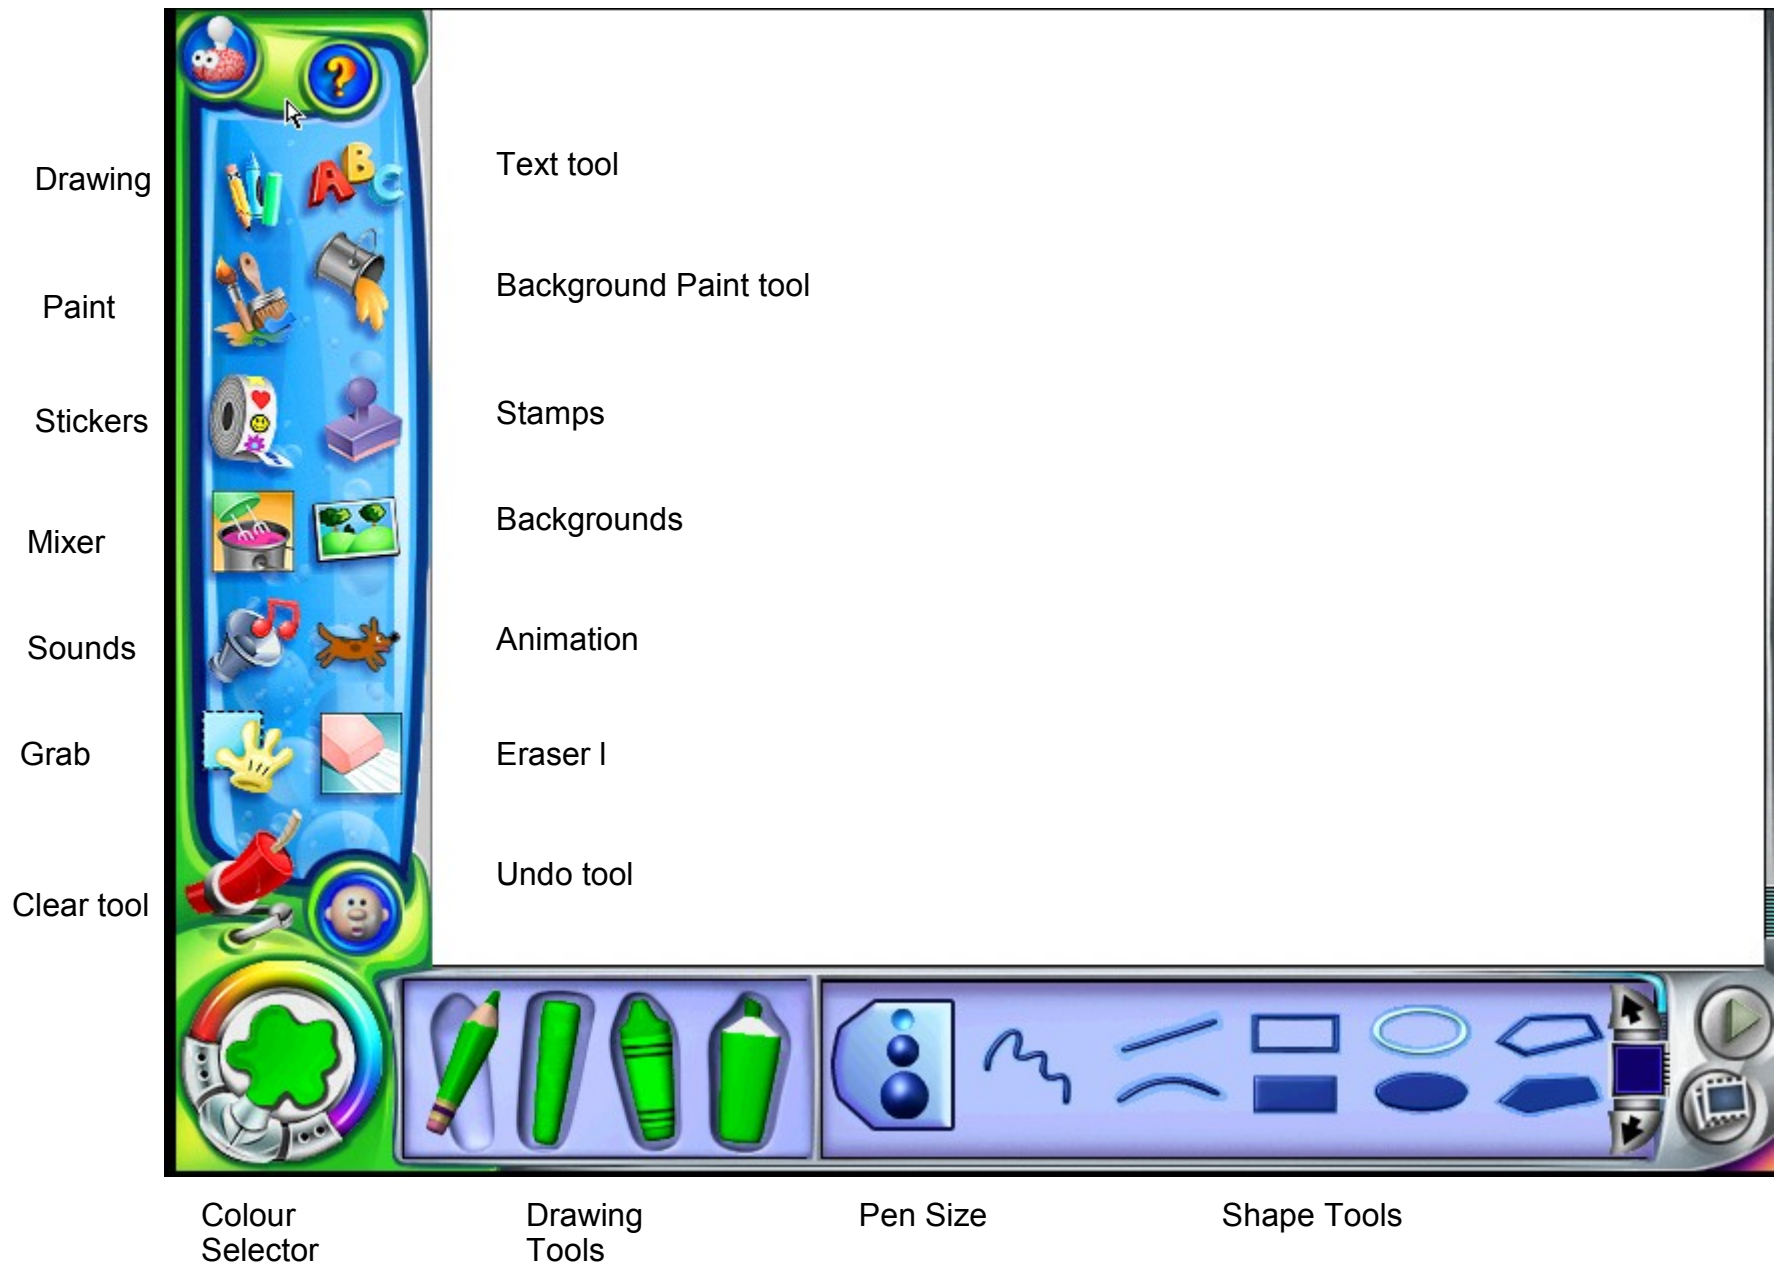 Drawing
Text tool
Paint
Background Paint tool
Stickers
Stamps
Mixer
Backgrounds
Sounds
Animation
Grab
Eraser l
Clear tool
Undo tool
?
ABC
Colour
Selector
Drawing
Tools
Pen Size
Shape Tools